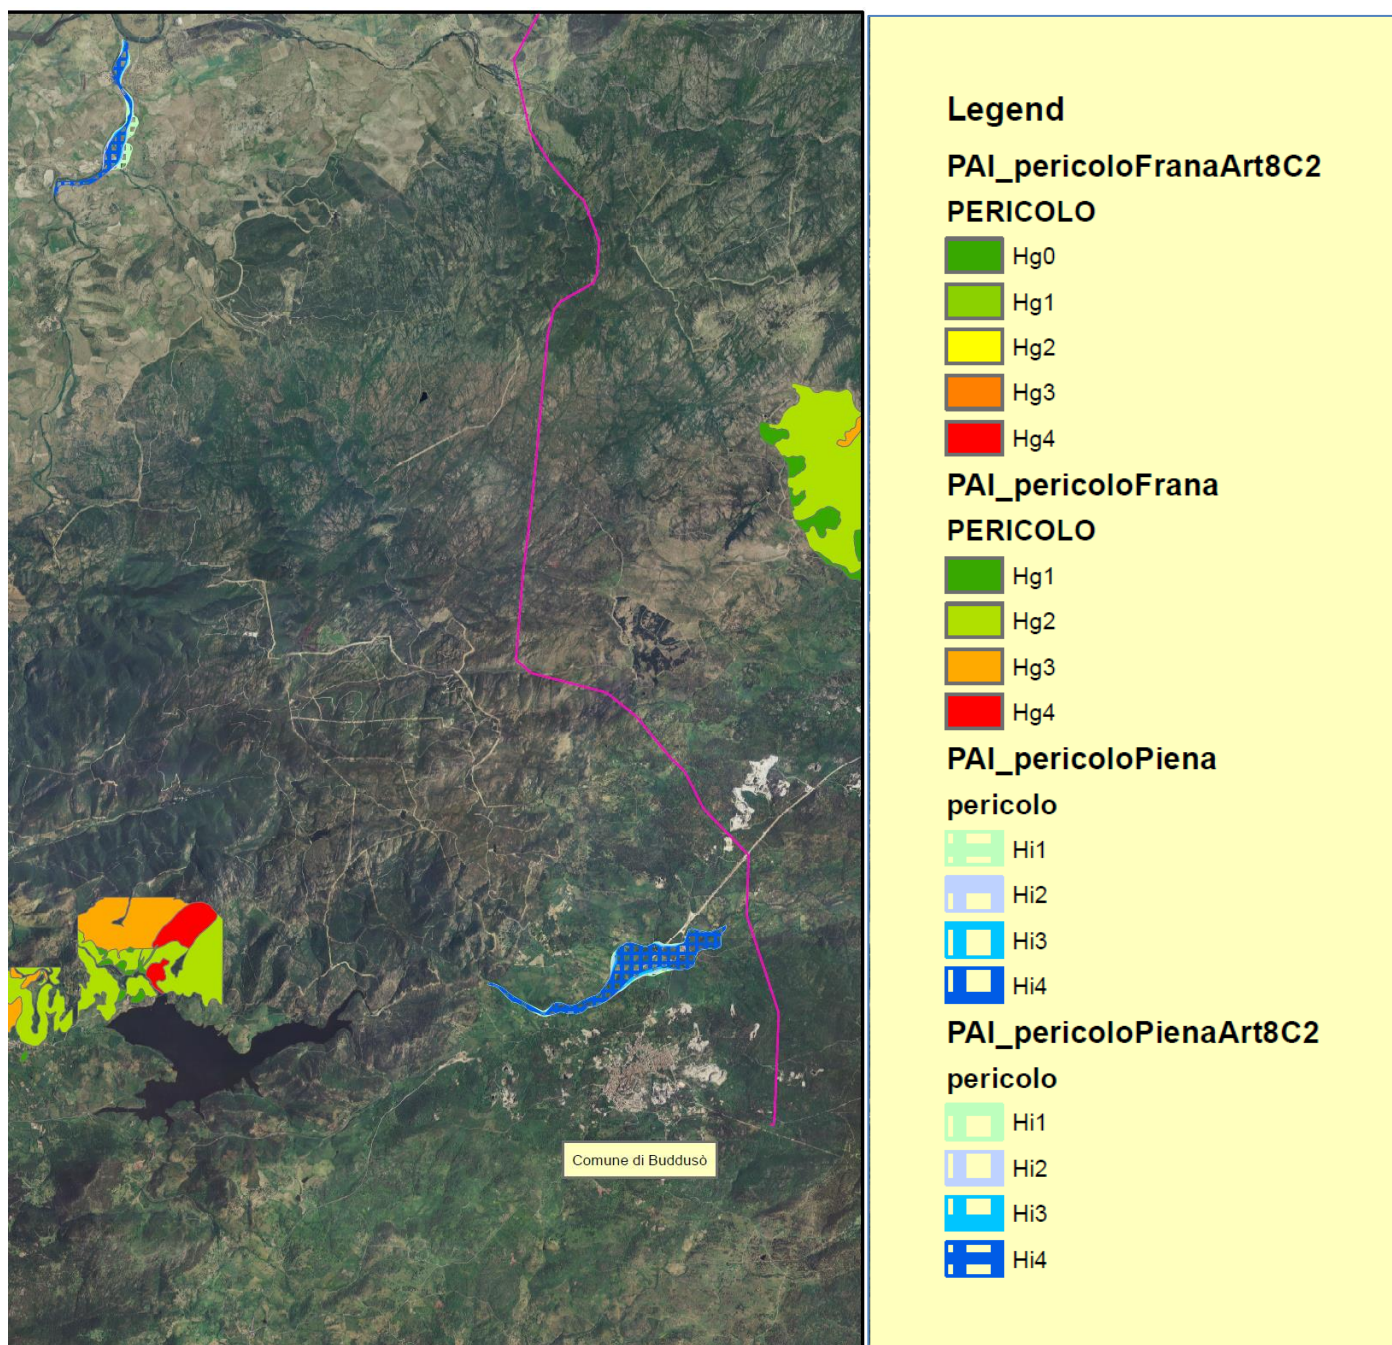 Legend
PAI_pericoloFranaArt8C2
PERICOLO
Hg0
Hg1
Hg2
Hg3
Hg4
PAI_pericoloFrana
PERICOLO
Hg1
Hg2
Hg3
Hg4
PAI_pericoloPiena
pericolo
Hi1
Hi2
Hi3
Hi4
PAI_pericoloPienaArt8C2
pericolo
Hi1
Hi2
Hi3
Hi4
Comune di Buddusò